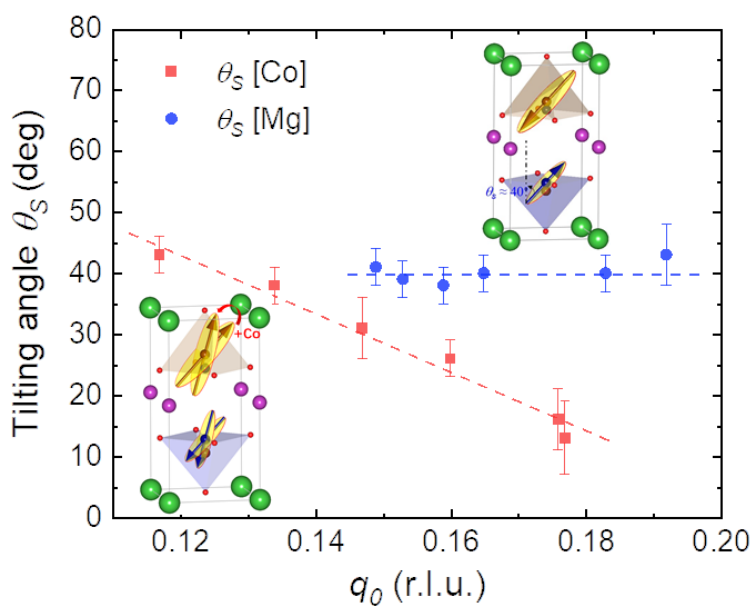 80
70
60
50
40
30
20
10
0
Tilting angle θS (deg)
θS [Co]
θS [Mg]
θs ≈ 40°
+Co
0.12 0.14 0.16 0.18 0.20
q0 (r.l.u.)